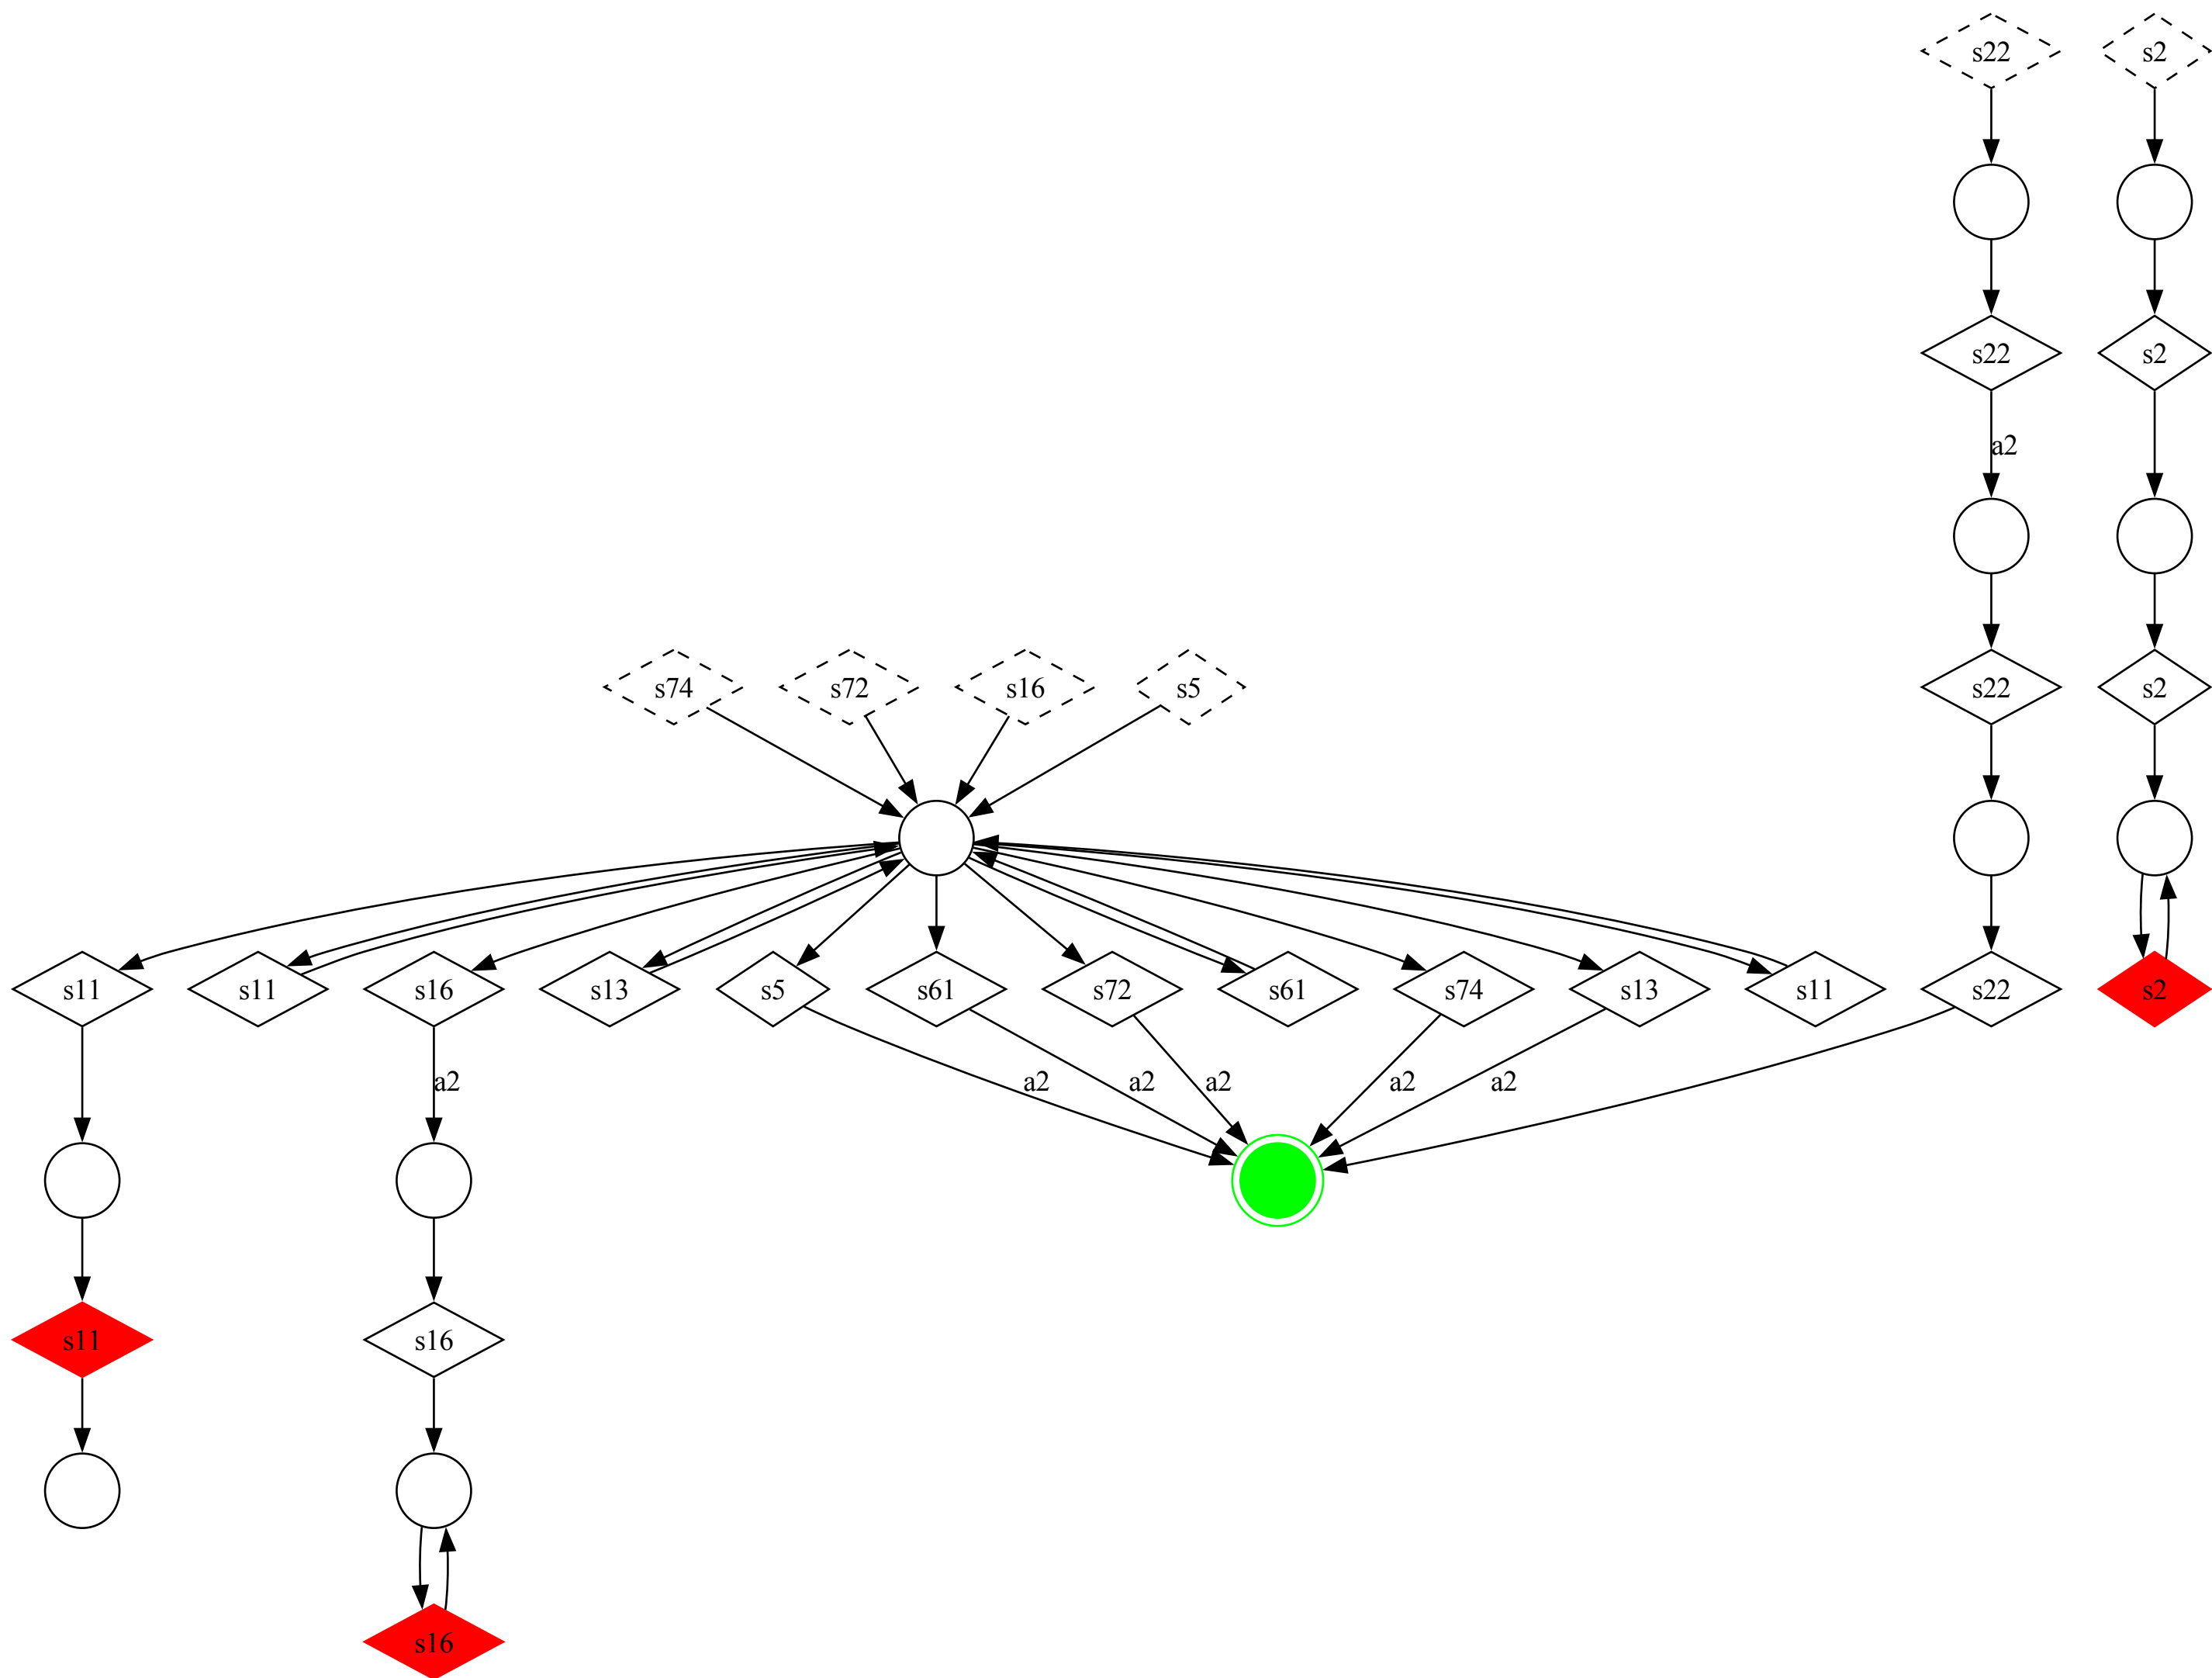 s22 s2
s22 s2
a2
s74 s72 s16 s5 s22 s2
s11 s11 s16 s13 s5 s61 s72 s61 s74 s13 s11 s22 s2
a2 a2 a2 a2 a2 a2
s11 s16
s16